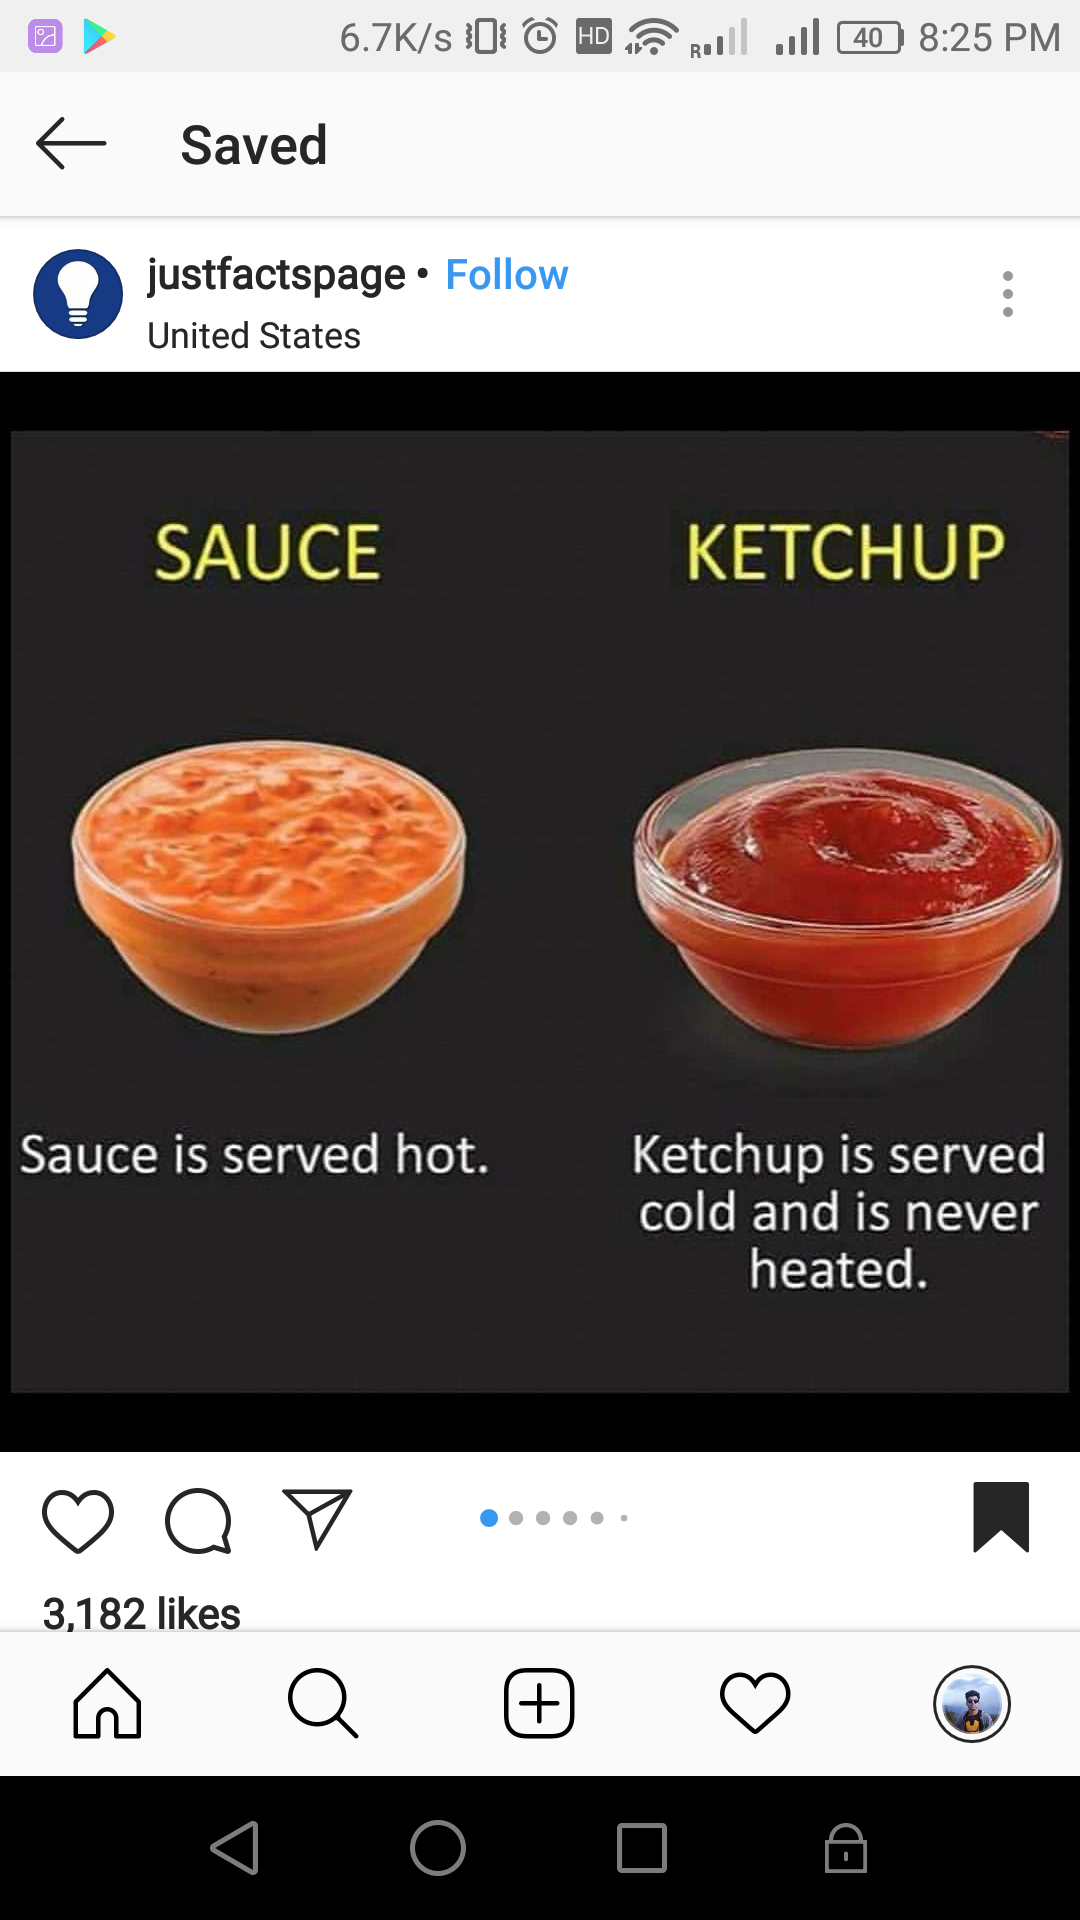 6.7K/s HD R 40 8:25 PM
Saved
justfactspage • Follow
United States
SAUCE
KETCHUP
Sauce is served hot.
Ketchup is served
cold and is never
heated.
3,182 likes